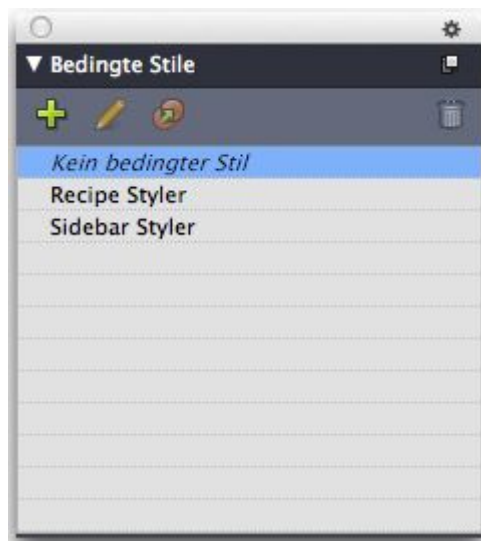 Bedingte Stile
Kein bedingter Stil
Recipe Styler
Sidebar Styler